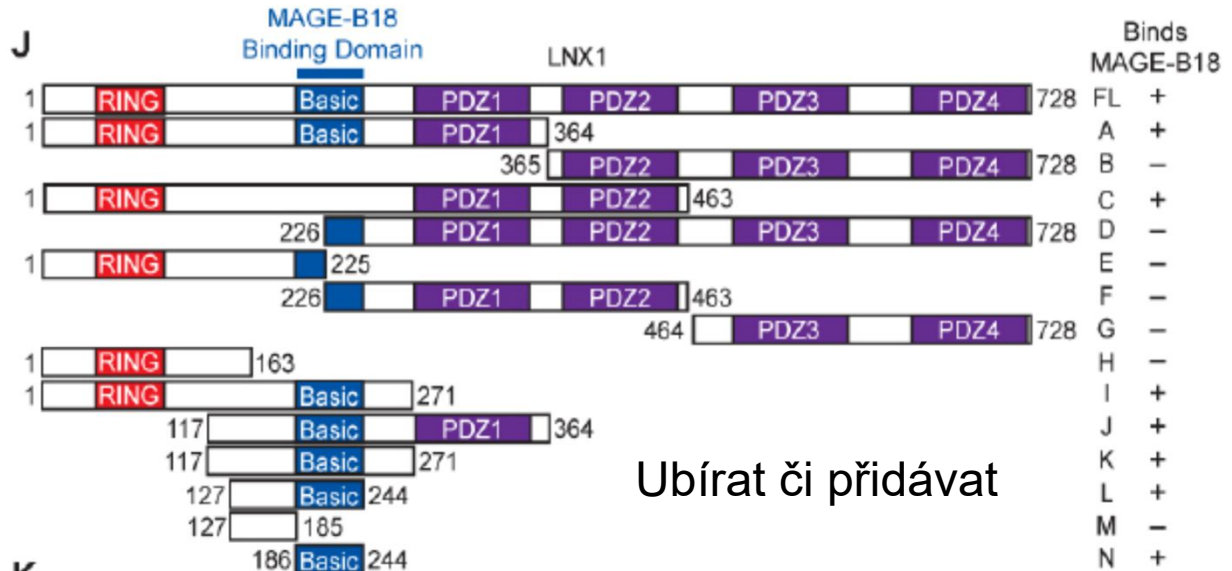 J
MAGE-B18
Binding Domain
LNX1
Binds
MAGE-B18
1 RING Basic PDZ1 PDZ2 PDZ3 PDZ4 728 FL +
1 RING Basic PDZ1 364 A +
365 PDZ2 PDZ3 PDZ4 728 B –
1 RING PDZ1 PDZ2 463 C +
226 PDZ1 PDZ2 PDZ3 PDZ4 728 D –
1 RING 225 E –
226 PDZ1 PDZ2 463 F –
464 PDZ3 PDZ4 728 G –
1 RING 163 H –
1 RING Basic 271 I +
117 Basic PDZ1 364 J +
117 Basic 271 K +
Ubírat či přidávat
127 Basic 244 L +
127 185 M –
186 Basic 244 N +